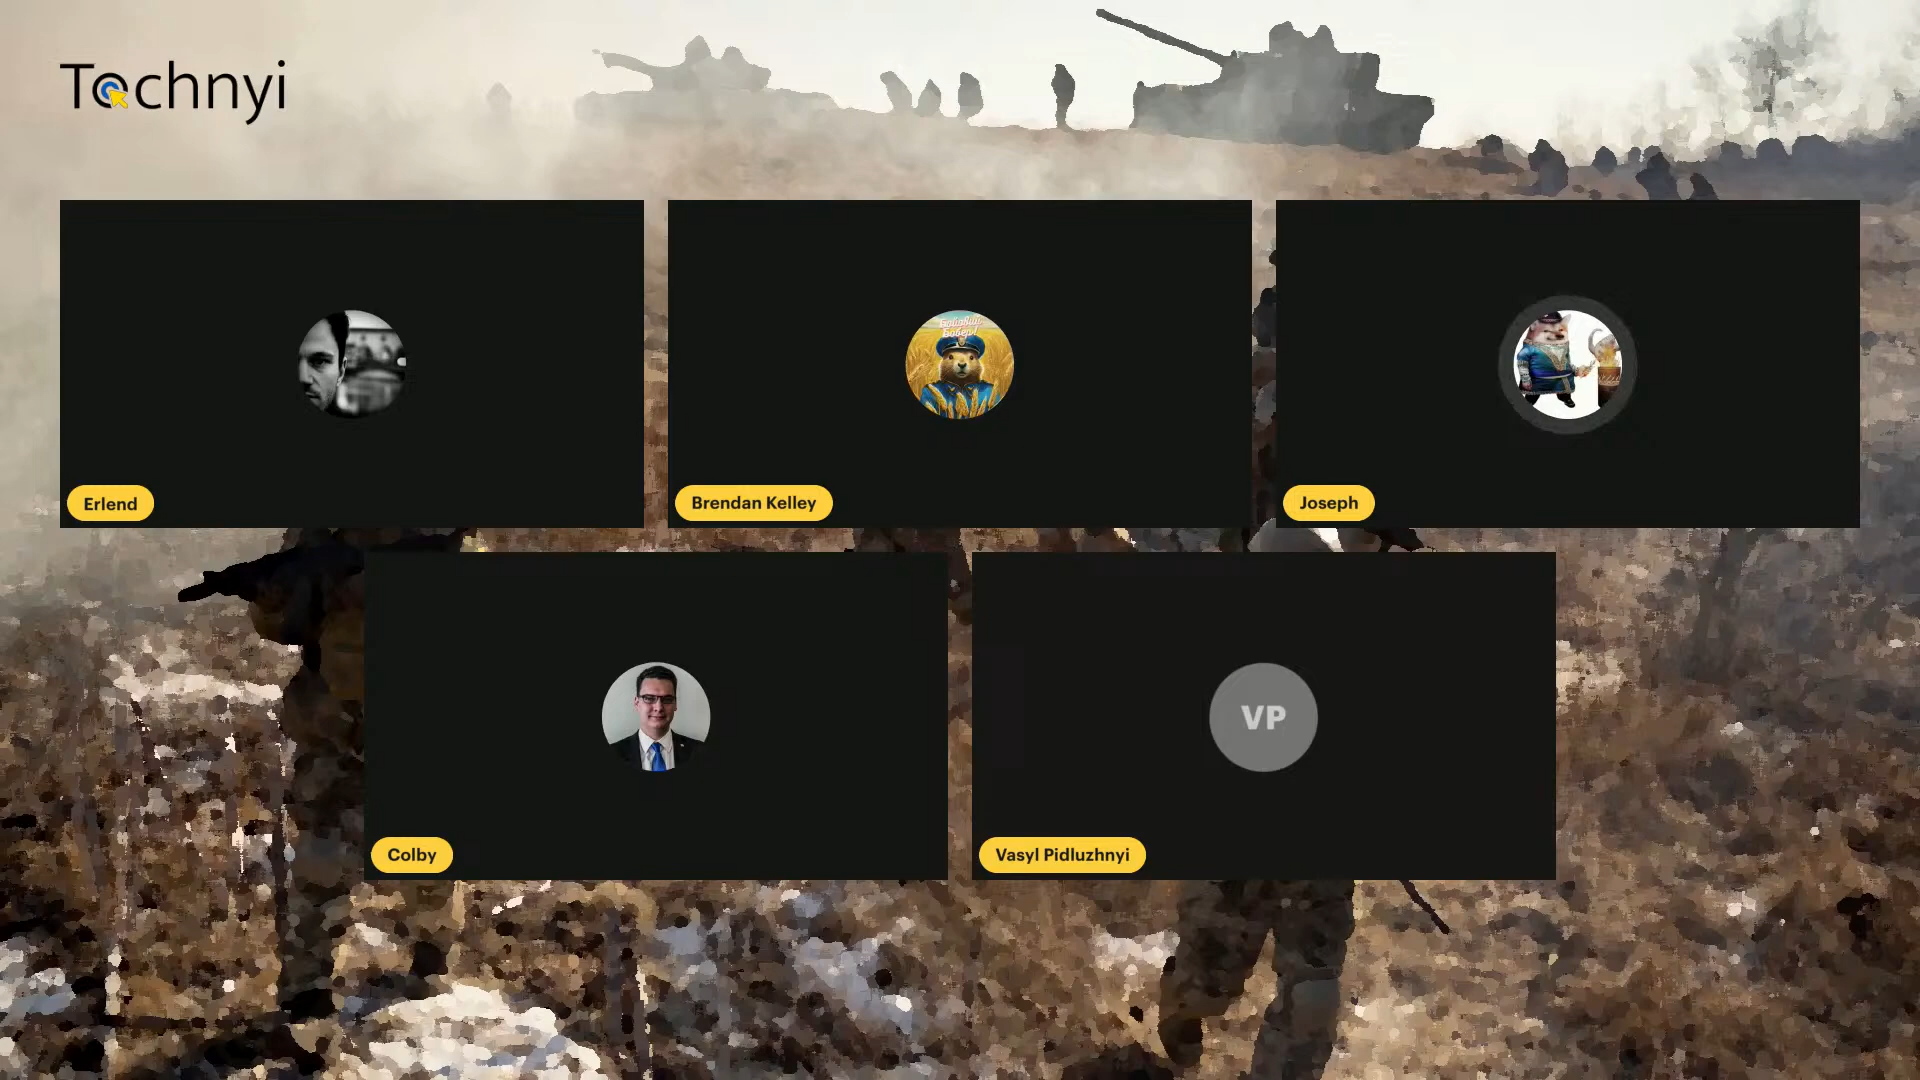 Technyi
Erlend
Brendan Kelley
Joseph
Colby
VP
Vasyl Pidluzhnyi